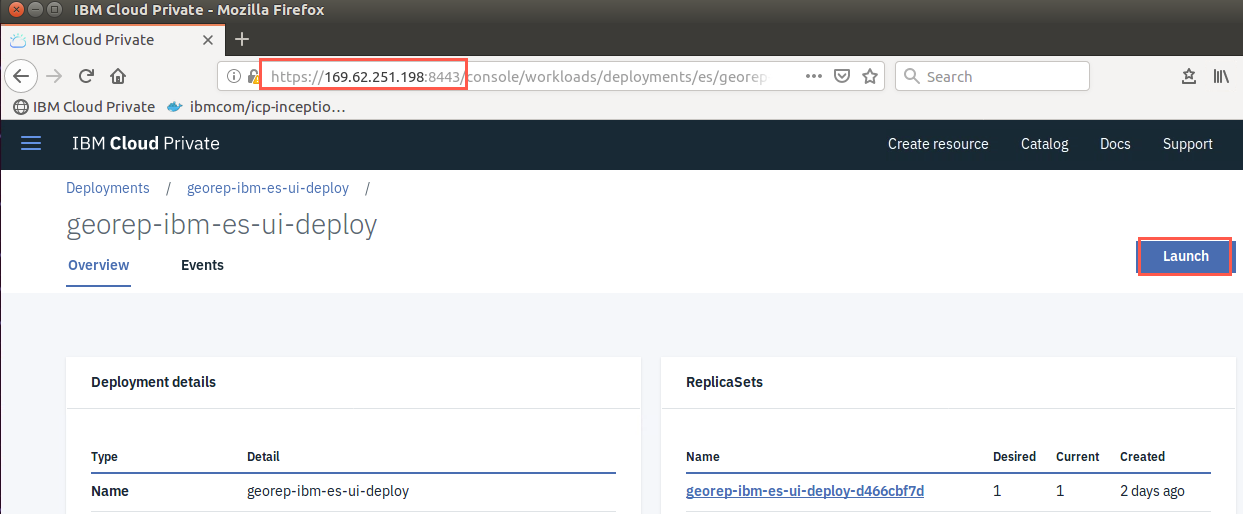 IBM Cloud Private - Mozilla Firefox
IBM Cloud Private
https://169.62.251.198:8443/console/workloads/deployments/es/georep Search
IBM Cloud Private ibmcom/icp-inceptio…
IBM Cloud Private Create resource Catalog Docs Support
Deployments / georep-ibm-es-ui-deploy /
georep-ibm-es-ui-deploy
Overview Events Launch
Deployment details ReplicaSets
Type Detail Name Desired Current Created
Name georep-ibm-es-ui-deploy georep-ibm-es-ui-deploy-d466cbf7d 1 1 2 days ago